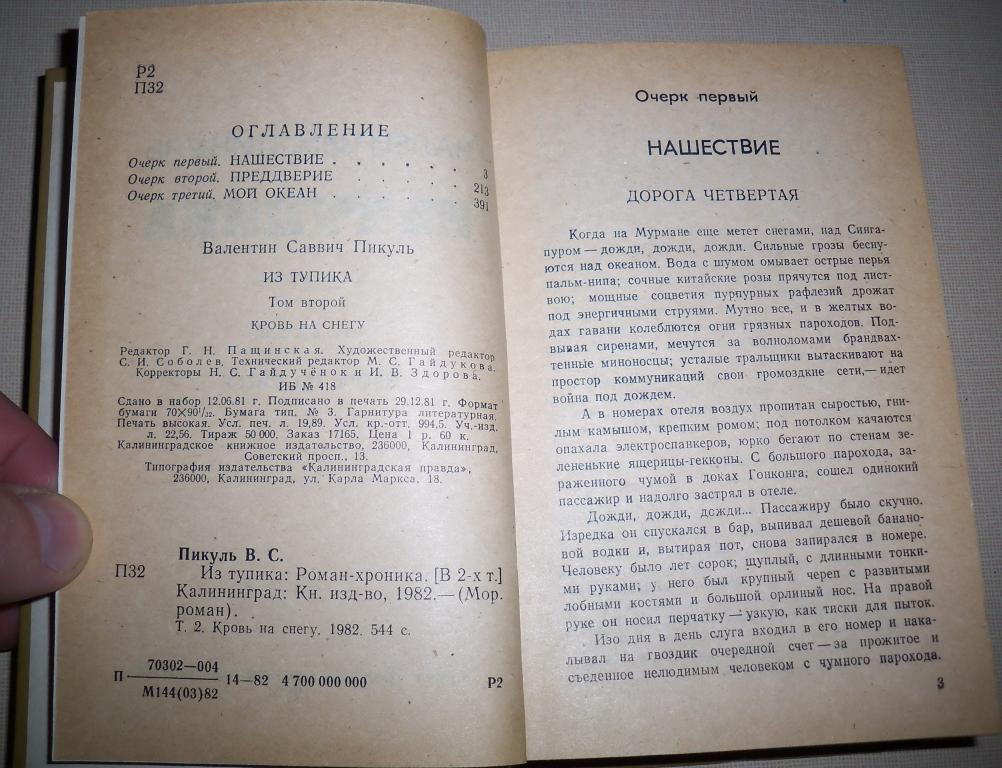 Р2
П32
ОГЛАВЛЕНИЕ
Очерк первый. НАШЕСТВИЕ . . . . . 3
Очерк второй. ПРЕДДВЕРИЕ . . . . . 213
Очерк третий. МОЙ ОКЕАН . . . . . . 391
Валентин Саввич Пикуль
ИЗ ТУПИКА
Том второй
КРОВЬ НА СНЕГУ
Редактор Г. Н. Пащинская. Художественный редактор
С. И. Соболев, Технический редактор М. С. Гайдукова.
Корректоры Н. С. Гайдучёнок и И. В. Здорова.
ИБ № 418
Сдано в набор 12.06.81 г. Подписано в печать 29.12.81 г. Формат
бумаги 70×90¹/₃₂. Бумага тип. № 3. Гарнитура литературная.
Печать высокая. Усл. печ. л. 19,89. Усл. кр.-отт. 994,5. Уч.-изд.
л. 22,56. Тираж 50 000. Заказ 17165. Цена 1 р. 60 к.
Калининградское книжное издательство, 236000, Калининград,
Советский просп., 13.
Типография издательства «Калининградская правда»,
236000, Калининград, ул. Карла Маркса. 18.
Пикуль В. С.
П32 Из тупика: Роман-хроника. [В 2-х т.]
Калининград: Кн. изд-во, 1982.— (Мор.
роман).
Т. 2. Кровь на снегу. 1982. 544 с.
70302—004
П 14—82 4 700 000 000 Р2
М144(03)82
Очерк первый
НАШЕСТВИЕ
ДОРОГА ЧЕТВЕРТАЯ
Когда на Мурмане еще метет снегами, над Синга-
пуром — дожди, дожди, дожди. Сильные грозы бесну-
ются над океаном. Вода с шумом омывает острые перья
пальм-нипа; сочные китайские розы прячутся под лист-
вою; мощные соцветия пурпурных рафлезий дрожат
под энергичными струями. Мутно все, и в желтых во-
дах гавани колеблются огни грязных пароходов. Под-
вывая сиренами, мечутся за волноломами брандвах-
тенные миноносцы; усталые тральщики вытаскивают на
простор коммуникаций свои громоздкие сети,— идет
война под дождем.
А в номерах отеля воздух пропитан сыростью, гни-
лым камышом, крепким ромом; под потолком качаются
опахала электроспанкеров, юрко бегают по стенам зе-
лененькие ящерицы-гекконы. С большого парохода, за-
раженного чумой в доках Гонконга, сошел одинокий
пассажир и надолго застрял в отеле.
Дожди, дожди, дожди... Пассажиру было скучно.
Изредка он спускался в бар, выпивал дешевой банано-
вой водки и, вытирая пот, снова запирался в номере.
Человеку было лет сорок; щуплый, с длинными тонки-
ми руками; у него был крупный череп с развитыми
лобными костями и большой орлиный нос. На правой
руке он носил перчатку — узкую, как тиски для пыток.
Изо дня в день слуга входил в его номер и нака-
лывал на гвоздик очередной счет — за прожитое и
съеденное нелюдимым человеком с чумного парохода.
3